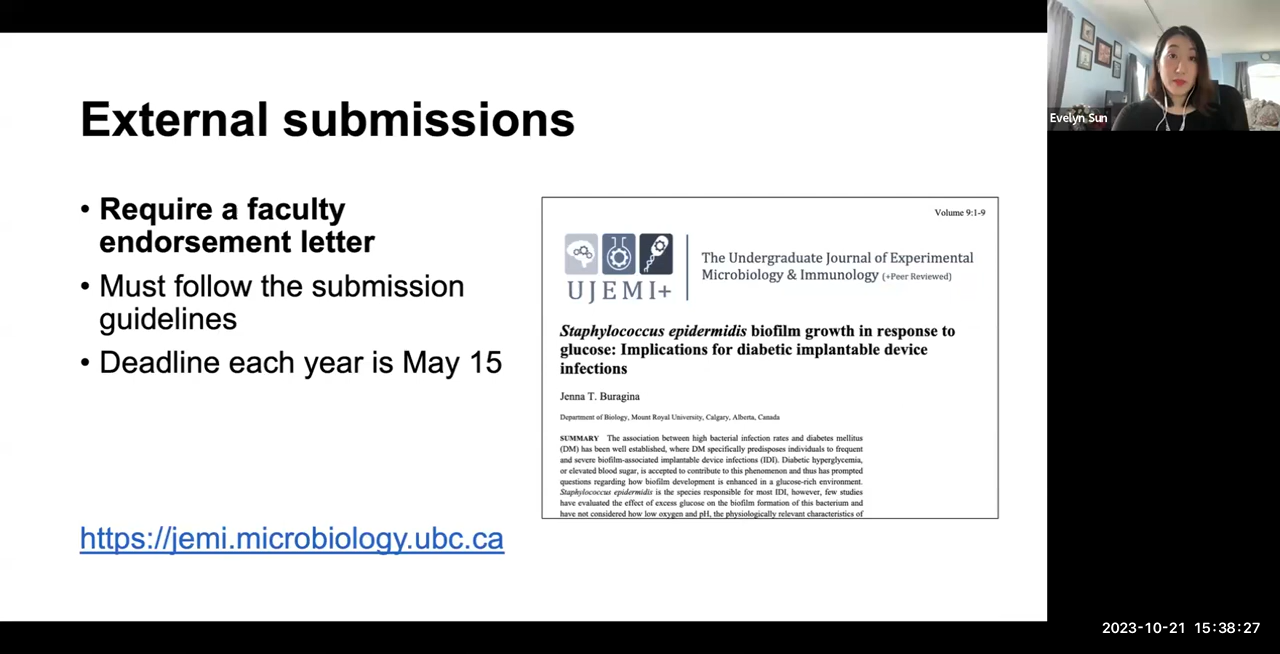 External submissions
• Require a faculty
endorsement letter
• Must follow the submission
guidelines
• Deadline each year is May 15
https://jemi.microbiology.ubc.ca
Volume 9:1-9
UJEMI+
The Undergraduate Journal of Experimental
Microbiology & Immunology (+Peer Reviewed)
Staphylococcus epidermidis biofilm growth in response to
glucose: Implications for diabetic implantable device
infections
Jenna T. Buragina
Department of Biology, Mount Royal University, Calgary, Alberta, Canada
SUMMARY The association between high bacterial infection rates and diabetes mellitus
(DM) has been well established, where DM specifically predisposes individuals to frequent
and severe biofilm-associated implantable device infections (IDI). Diabetic hyperglycemia,
or elevated blood sugar, is accepted to contribute to this phenomenon and thus has prompted
questions regarding how biofilm development is enhanced in a glucose-rich environment.
Staphylococcus epidermidis is the species responsible for most IDI, however, few studies
have evaluated the effect of excess glucose on the biofilm formation of this bacterium and
have not considered how low oxygen and pH, the physiologically relevant characteristics of
Evelyn Sun
2023-10-21 15:38:27